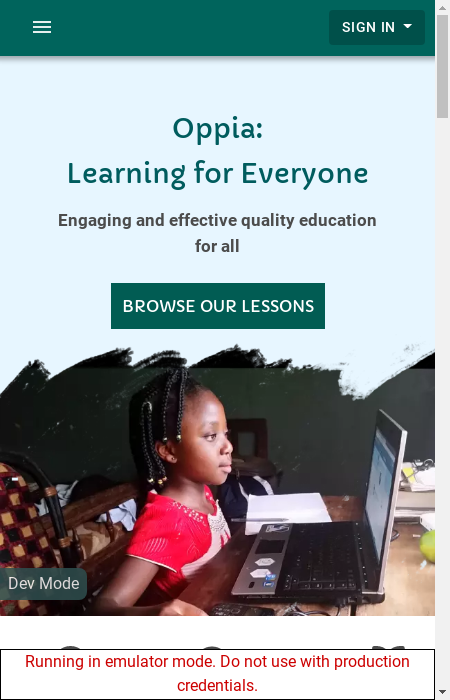 SIGN IN
Oppia:
Learning for Everyone
Engaging and effective quality education
for all
BROWSE OUR LESSONS
Dev Mode
Running in emulator mode. Do not use with production
credentials.